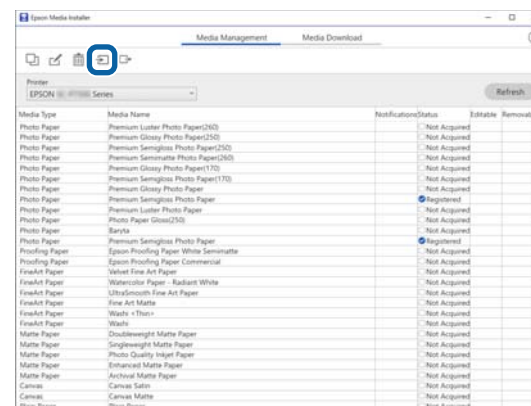 Epson Media Installer
Media Management Media Download
Printer
EPSON Series
Refresh
Media Type Media Name Notifications Status Editable Removal
Photo Paper Premium Luster Photo Paper(260) Not Acquired
Photo Paper Premium Glossy Photo Paper(250) Not Acquired
Photo Paper Premium Semigloss Photo Paper(250) Not Acquired
Photo Paper Premium Semimatte Photo Paper(260) Not Acquired
Photo Paper Premium Glossy Photo Paper(170) Not Acquired
Photo Paper Premium Semigloss Photo Paper(170) Not Acquired
Photo Paper Premium Glossy Photo Paper Not Acquired
Photo Paper Premium Semigloss Photo Paper Registered
Photo Paper Premium Luster Photo Paper Not Acquired
Photo Paper Photo Paper Gloss(250) Not Acquired
Photo Paper Baryta Not Acquired
Photo Paper Premium Semigloss Photo Paper Registered
Proofing Paper Epson Proofing Paper White Semimatte Not Acquired
Proofing Paper Epson Proofing Paper Commercial Not Acquired
FineArt Paper Velvet Fine Art Paper Not Acquired
FineArt Paper Watercolor Paper - Radiant White Not Acquired
FineArt Paper UltraSmooth Fine Art Paper Not Acquired
FineArt Paper Fine Art Matte Not Acquired
FineArt Paper Washi <Thin> Not Acquired
FineArt Paper Washi Not Acquired
Matte Paper Doubleweight Matte Paper Not Acquired
Matte Paper Singleweight Matte Paper Not Acquired
Matte Paper Photo Quality Inkjet Paper Not Acquired
Matte Paper Enhanced Matte Paper Not Acquired
Matte Paper Archival Matte Paper Not Acquired
Canvas Canvas Satin Not Acquired
Canvas Canvas Matte Not Acquired